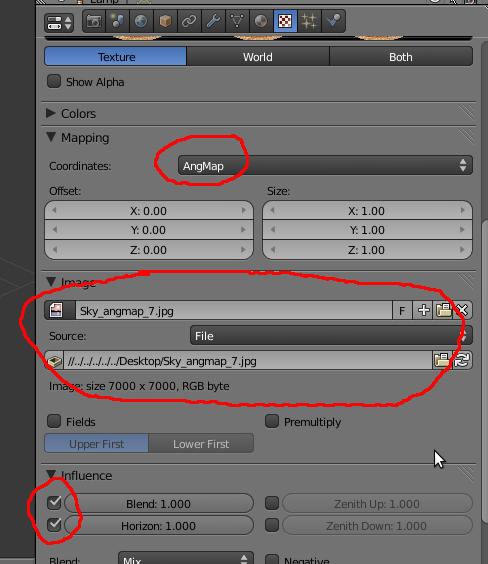 Lamp
Texture World Both
Show Alpha
Colors
Mapping
Coordinates: AngMap
Offset: Size:
X: 0.00 X: 1.00
Y: 0.00 Y: 1.00
Z: 0.00 Z: 1.00
Image
Sky_angmap_7.jpg F
Source: File
//../../../../../Desktop/Sky_angmap_7.jpg
Image: size 7000 x 7000, RGB byte
Fields Premultiply
Upper First Lower First
Influence
Blend: 1.000 Zenith Up: 1.000
Horizon: 1.000 Zenith Down: 1.000
Blend: Mix Negative